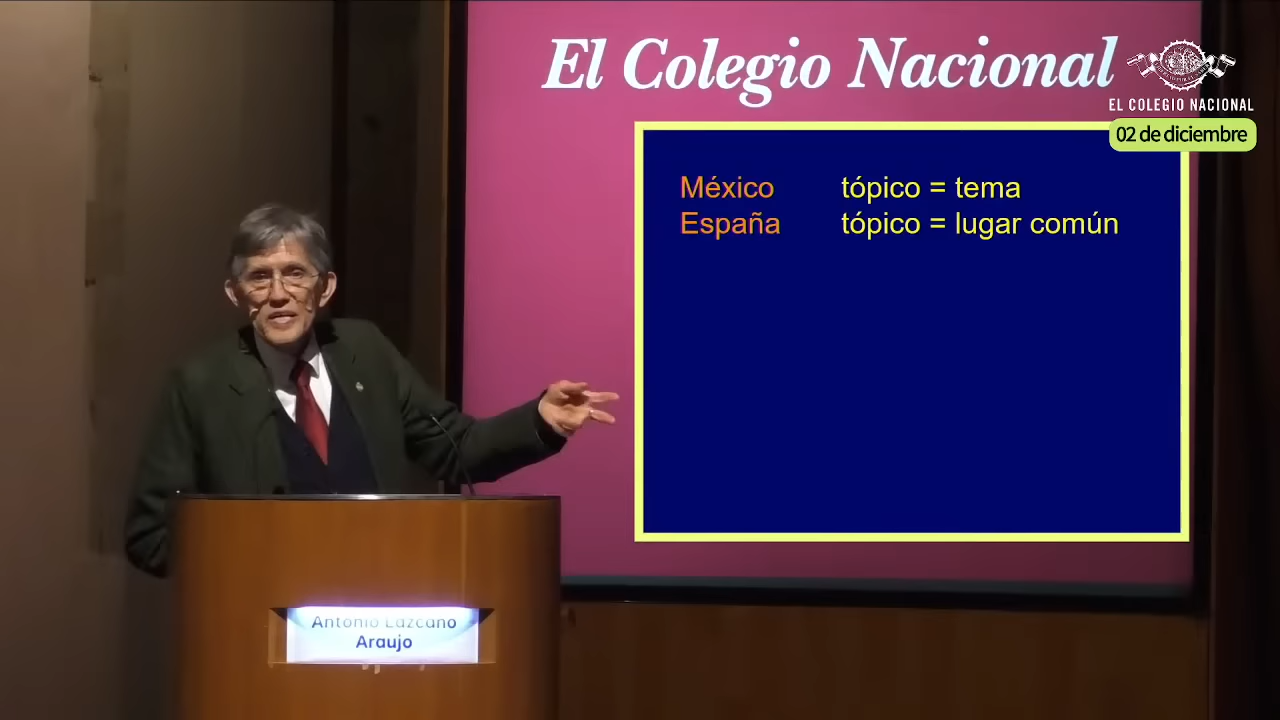 El Colegio Nacional
EL COLEGIO NACIONAL
02 de diciembre
México tópico = tema
España tópico = lugar común
Antonio Lazcano
Araujo